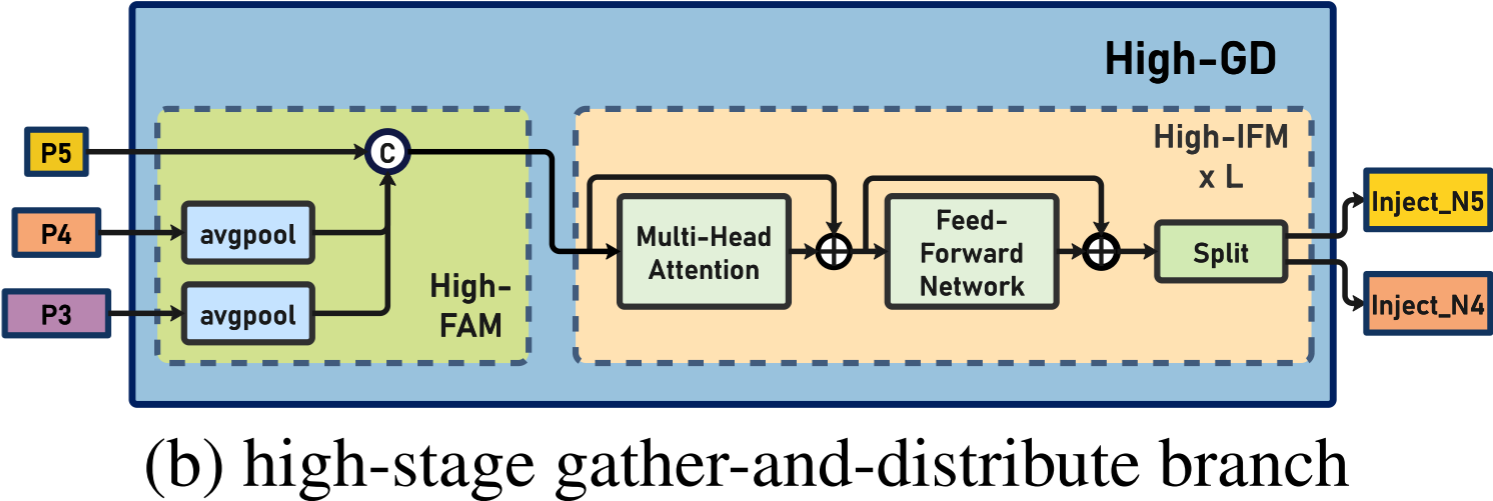 High-GD
P5
C
P4
avgpool
P3
avgpool
High-
FAM
High-IFM
x L
Multi-Head
Attention
Feed-
Forward
Network
Split
Inject_N5
Inject_N4
(b) high-stage gather-and-distribute branch